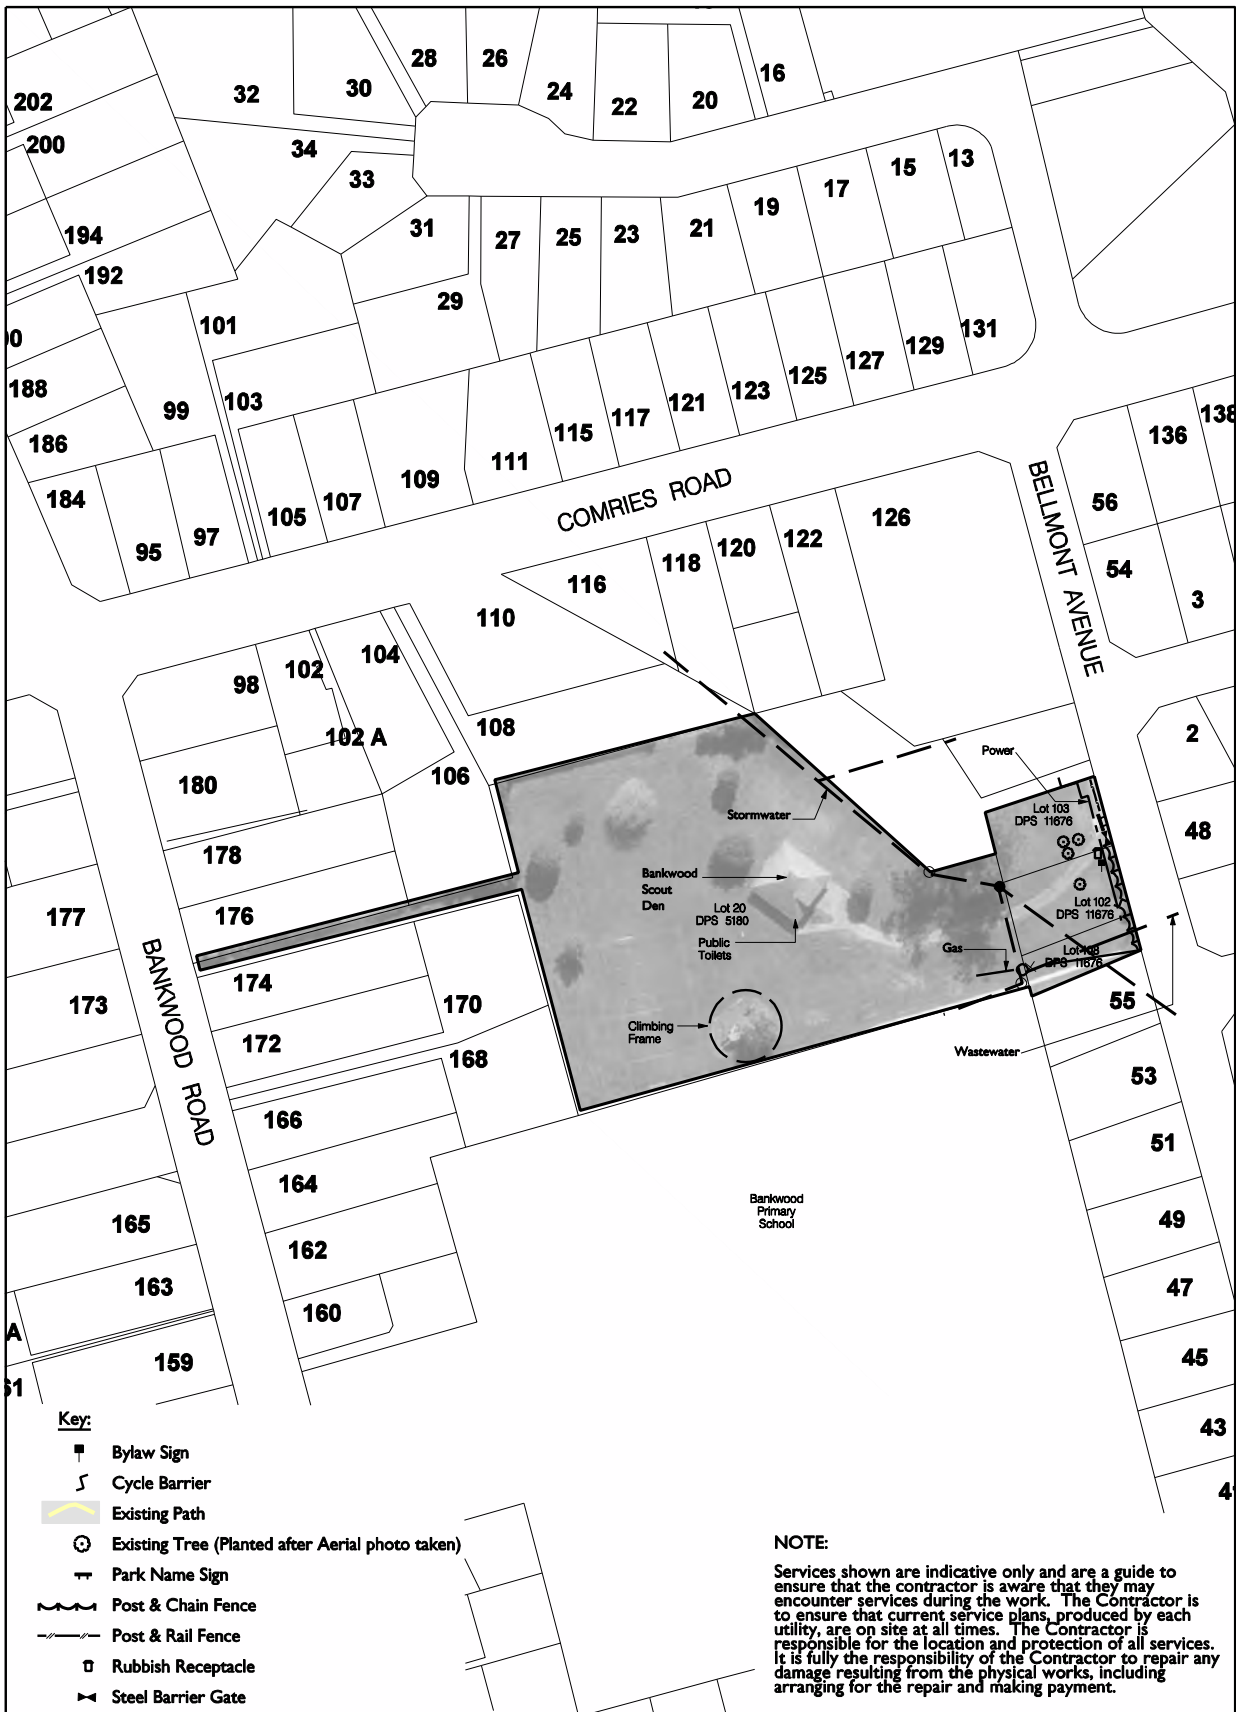 28
26
24
22
20
16
32
30
202
200
34
33
31
27
25
23
21
19
17
15
13
194
192
29
101
188
186
184
99
103
95
97
105
107
109
111
115
117
121
123
125
127
129
131
136
138
COMRIES ROAD
BELLMONT AVENUE
56
54
3
126
122
120
118
116
110
104
102
98
102 A
108
106
180
178
176
2
48
Power
Lot 103
DPS 11676
Stormwater
Bankwood
Scout
Den
Lot 20
DPS 5180
Public
Toilets
Lot 102
DPS 11676
Gas
DPS 11676
Climbing
Frame
Wastewater
177
173
BANKWOOD ROAD
174
172
170
168
166
164
162
160
165
163
159
A
55
53
51
49
47
45
43
Bankwood
Primary
School
Key:
Bylaw Sign
Cycle Barrier
Existing Path
Existing Tree (Planted after Aerial photo taken)
Park Name Sign
Post & Chain Fence
Post & Rail Fence
Rubbish Receptacle
Steel Barrier Gate
NOTE:
Services shown are indicative only and are a guide to
ensure that the contractor is aware that they may
encounter services during the work. The Contractor is
to ensure that current service plans, produced by each
utility, are on site at all times. The Contractor is
responsible for the location and protection of all services.
It is fully the responsibility of the Contractor to repair any
damage resulting from the physical works, including
arranging for the repair and making payment.